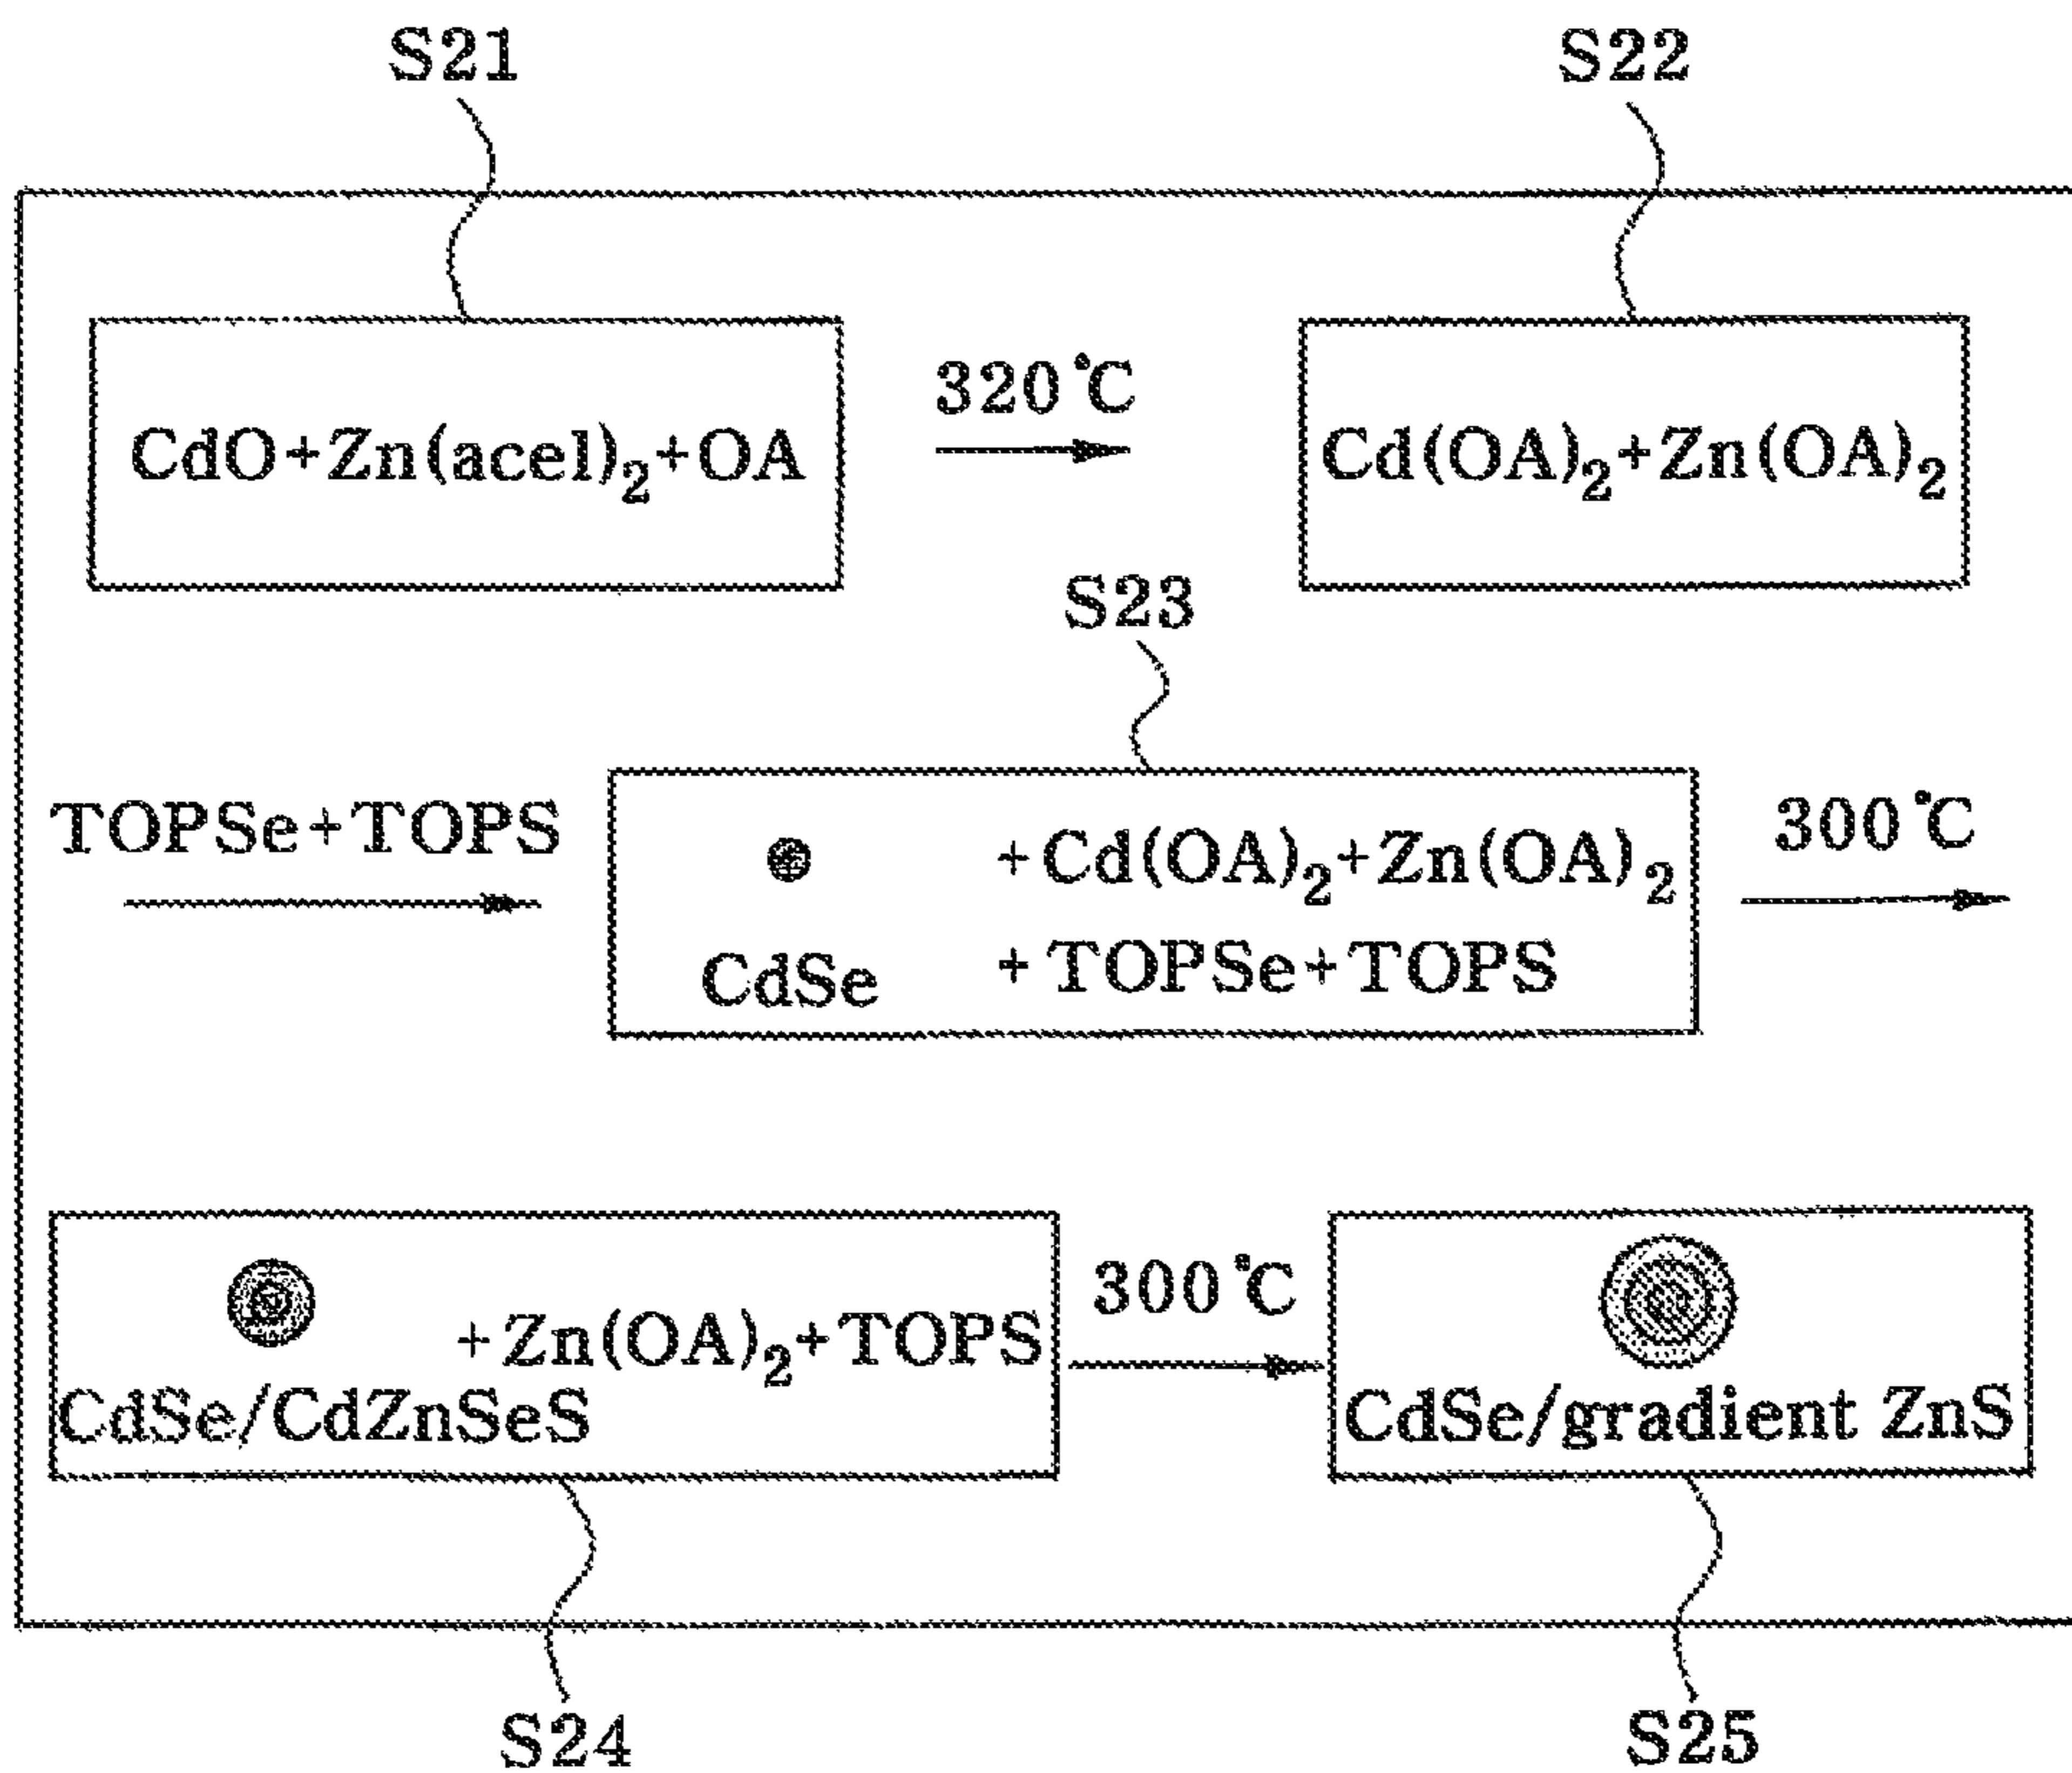 S21
S22
CdO+Zn(acel)₂+OA
320℃
Cd(OA)₂+Zn(OA)₂
S23
TOPSe+TOPS
CdSe
+Cd(OA)₂+Zn(OA)₂
+TOPSe+TOPS
300℃
CdSe/CdZnSeS
+Zn(OA)₂+TOPS
300℃
CdSe/gradient ZnS
S24
S25